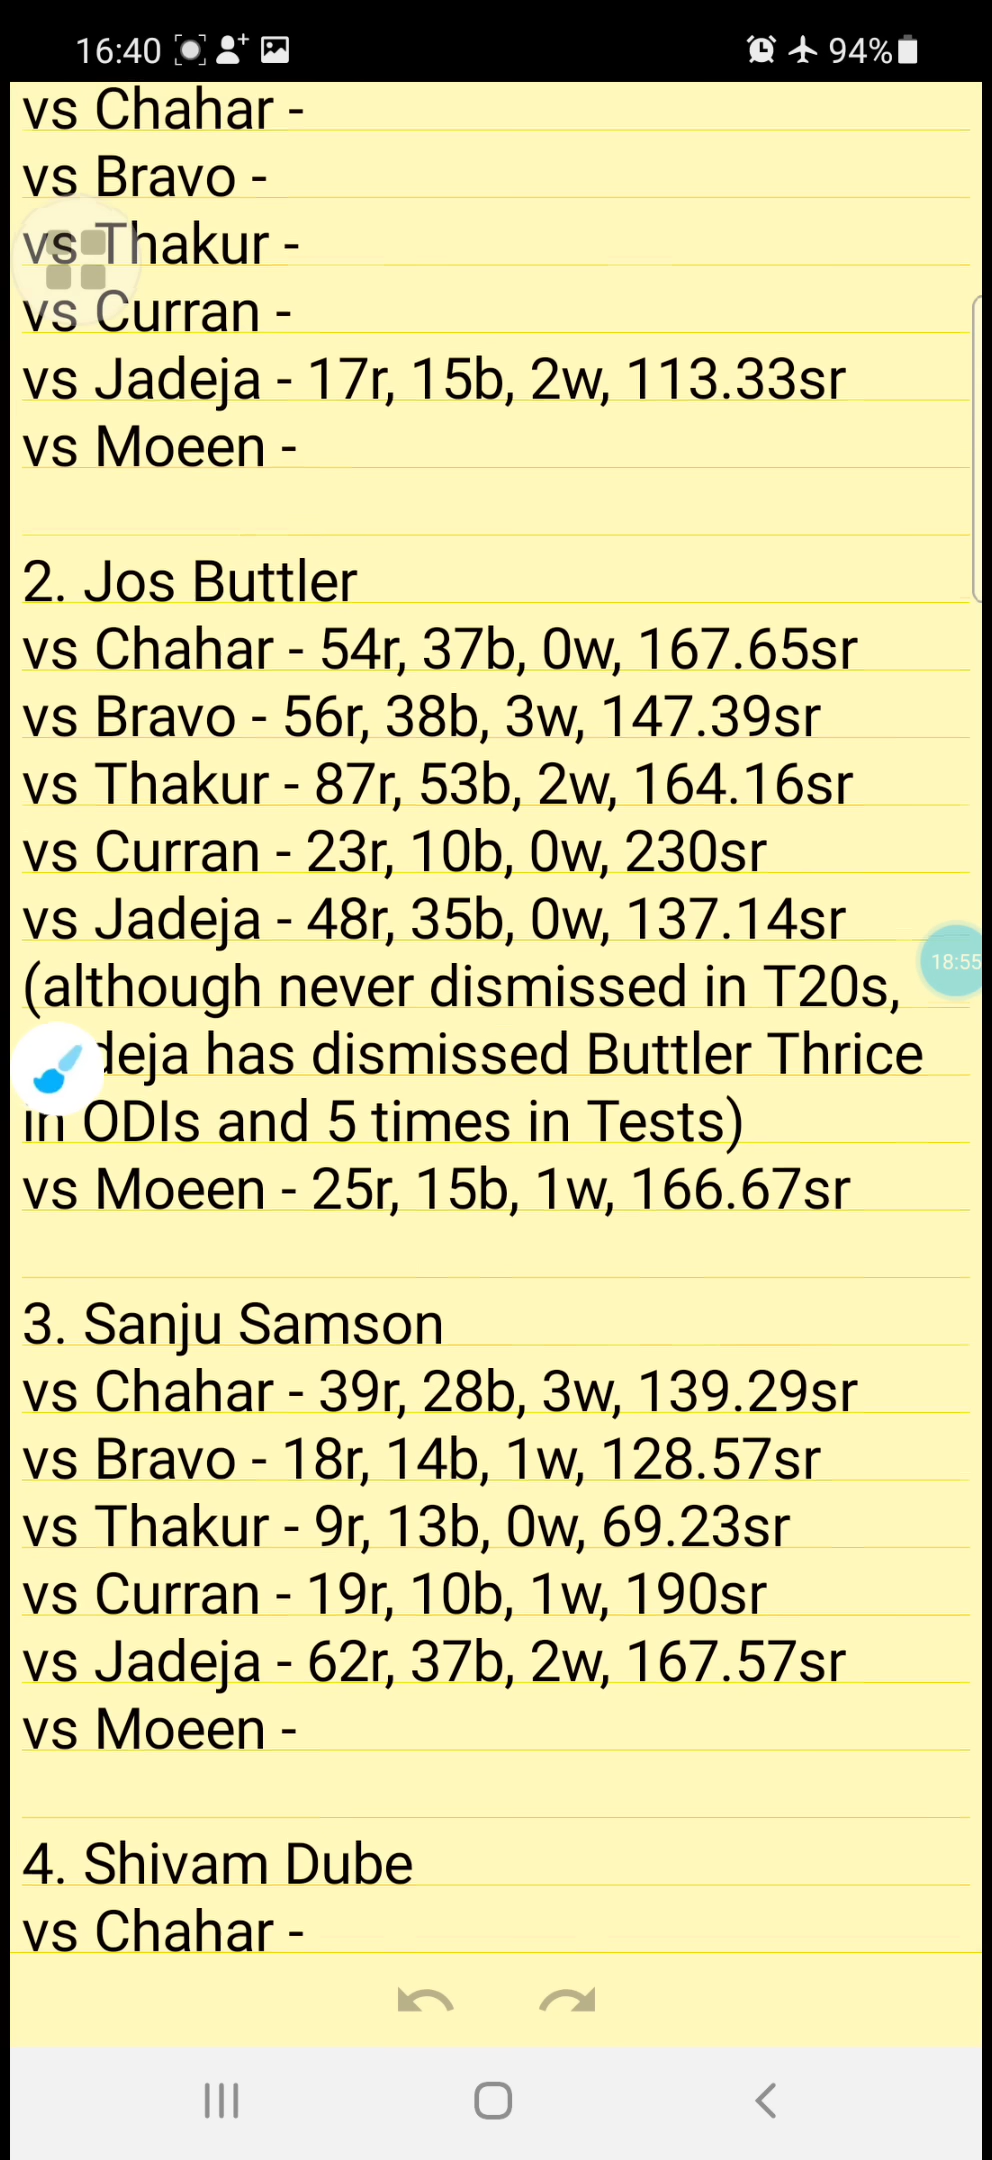 16:40 94%
vs Chahar -
vs Bravo -
vs Thakur -
vs Curran -
vs Jadeja - 17r, 15b, 2w, 113.33sr
vs Moeen -
2. Jos Buttler
vs Chahar - 54r, 37b, 0w, 167.65sr
vs Bravo - 56r, 38b, 3w, 147.39sr
vs Thakur - 87r, 53b, 2w, 164.16sr
vs Curran - 23r, 10b, 0w, 230sr
vs Jadeja - 48r, 35b, 0w, 137.14sr
18:55
(although never dismissed in T20s,
deja has dismissed Buttler Thrice
in ODIs and 5 times in Tests)
vs Moeen - 25r, 15b, 1w, 166.67sr
3. Sanju Samson
vs Chahar - 39r, 28b, 3w, 139.29sr
vs Bravo - 18r, 14b, 1w, 128.57sr
vs Thakur - 9r, 13b, 0w, 69.23sr
vs Curran - 19r, 10b, 1w, 190sr
vs Jadeja - 62r, 37b, 2w, 167.57sr
vs Moeen -
4. Shivam Dube
vs Chahar -